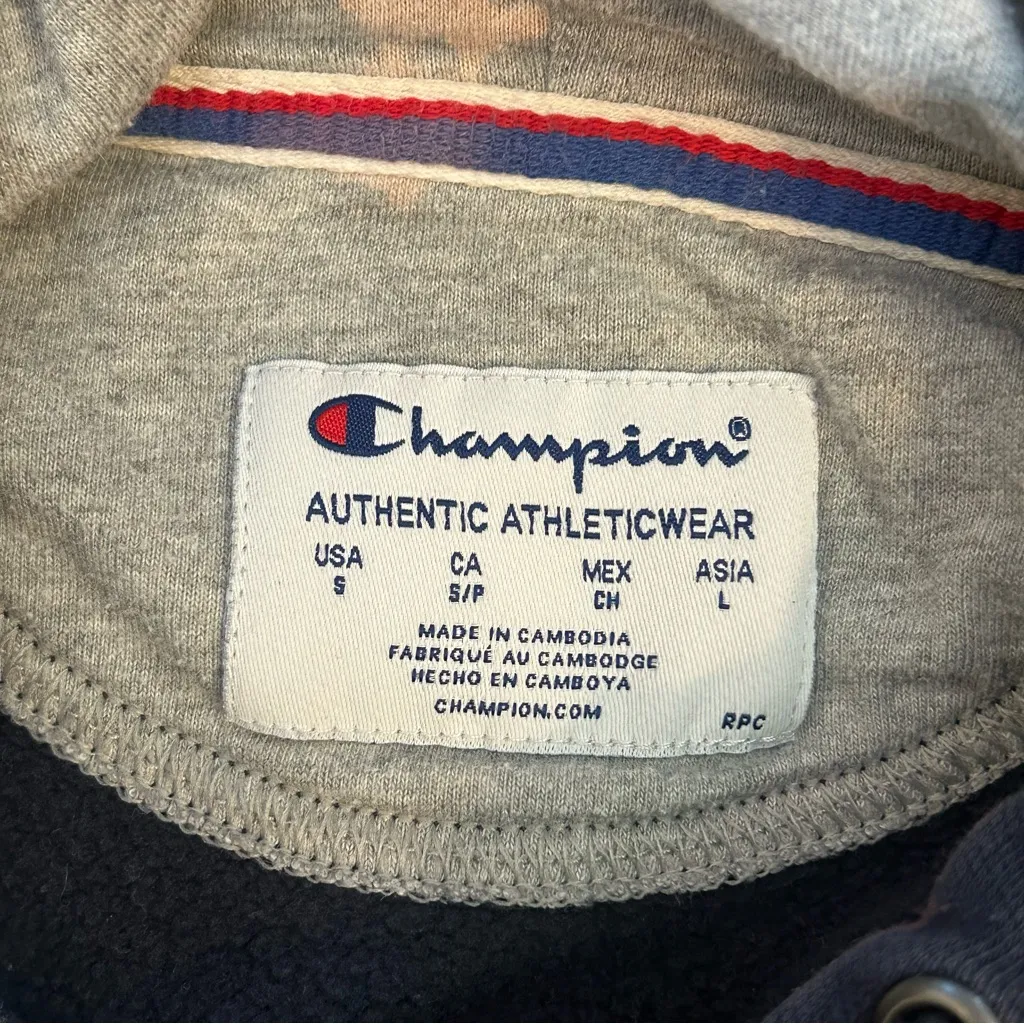 Champion®
AUTHENTIC ATHLETICWEAR
USA CA MEX ASIA
S S/P CH L
MADE IN CAMBODIA
FABRIQUÉ AU CAMBODGE
HECHO EN CAMBOYA
CHAMPION.COM
RPC